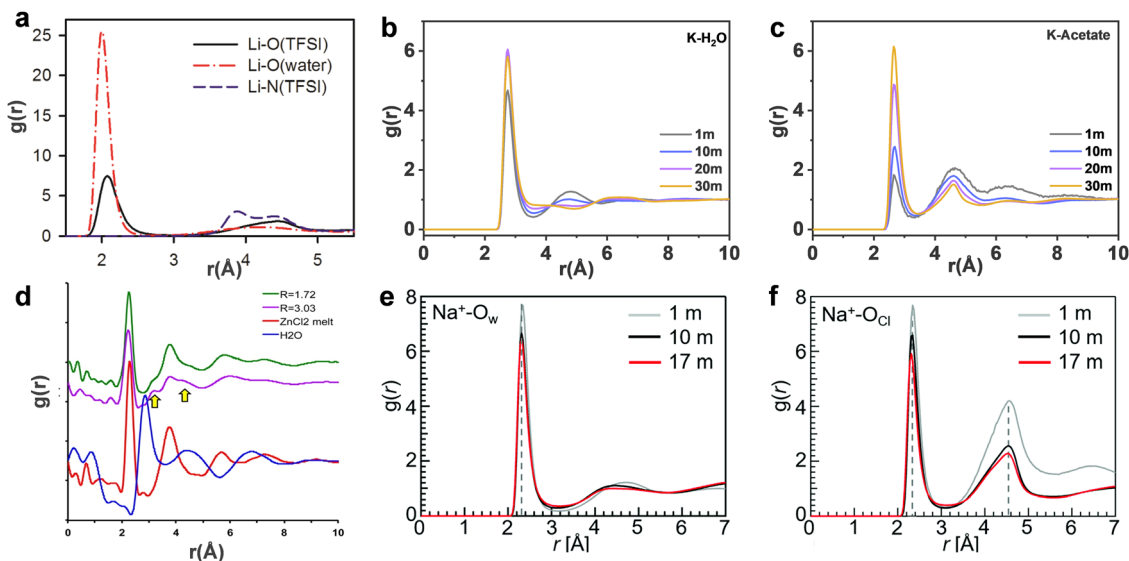 a
25
20
15
10
5
0
g(r)
Li-O(TFSI)
Li-O(water)
Li-N(TFSI)
2 3 4 5
r(Å)
b
K-H₂O
6
4
2
0
g(r)
1m
10m
20m
30m
0 2 4 6 8 10
r(Å)
c
K-Acetate
6
4
2
0
g(r)
1m
10m
20m
30m
0 2 4 6 8 10
r(Å)
d
R=1.72
R=3.03
ZnCl2 melt
H2O
g(r)
0 2 4 6 8 10
r(Å)
e
Na⁺-O_w
8
6
4
2
0
g(r)
1 m
10 m
17 m
0 1 2 3 4 5 6 7
r [Å]
f
Na⁺-O_Cl
8
6
4
2
0
g(r)
1 m
10 m
17 m
0 1 2 3 4 5 6 7
r [Å]